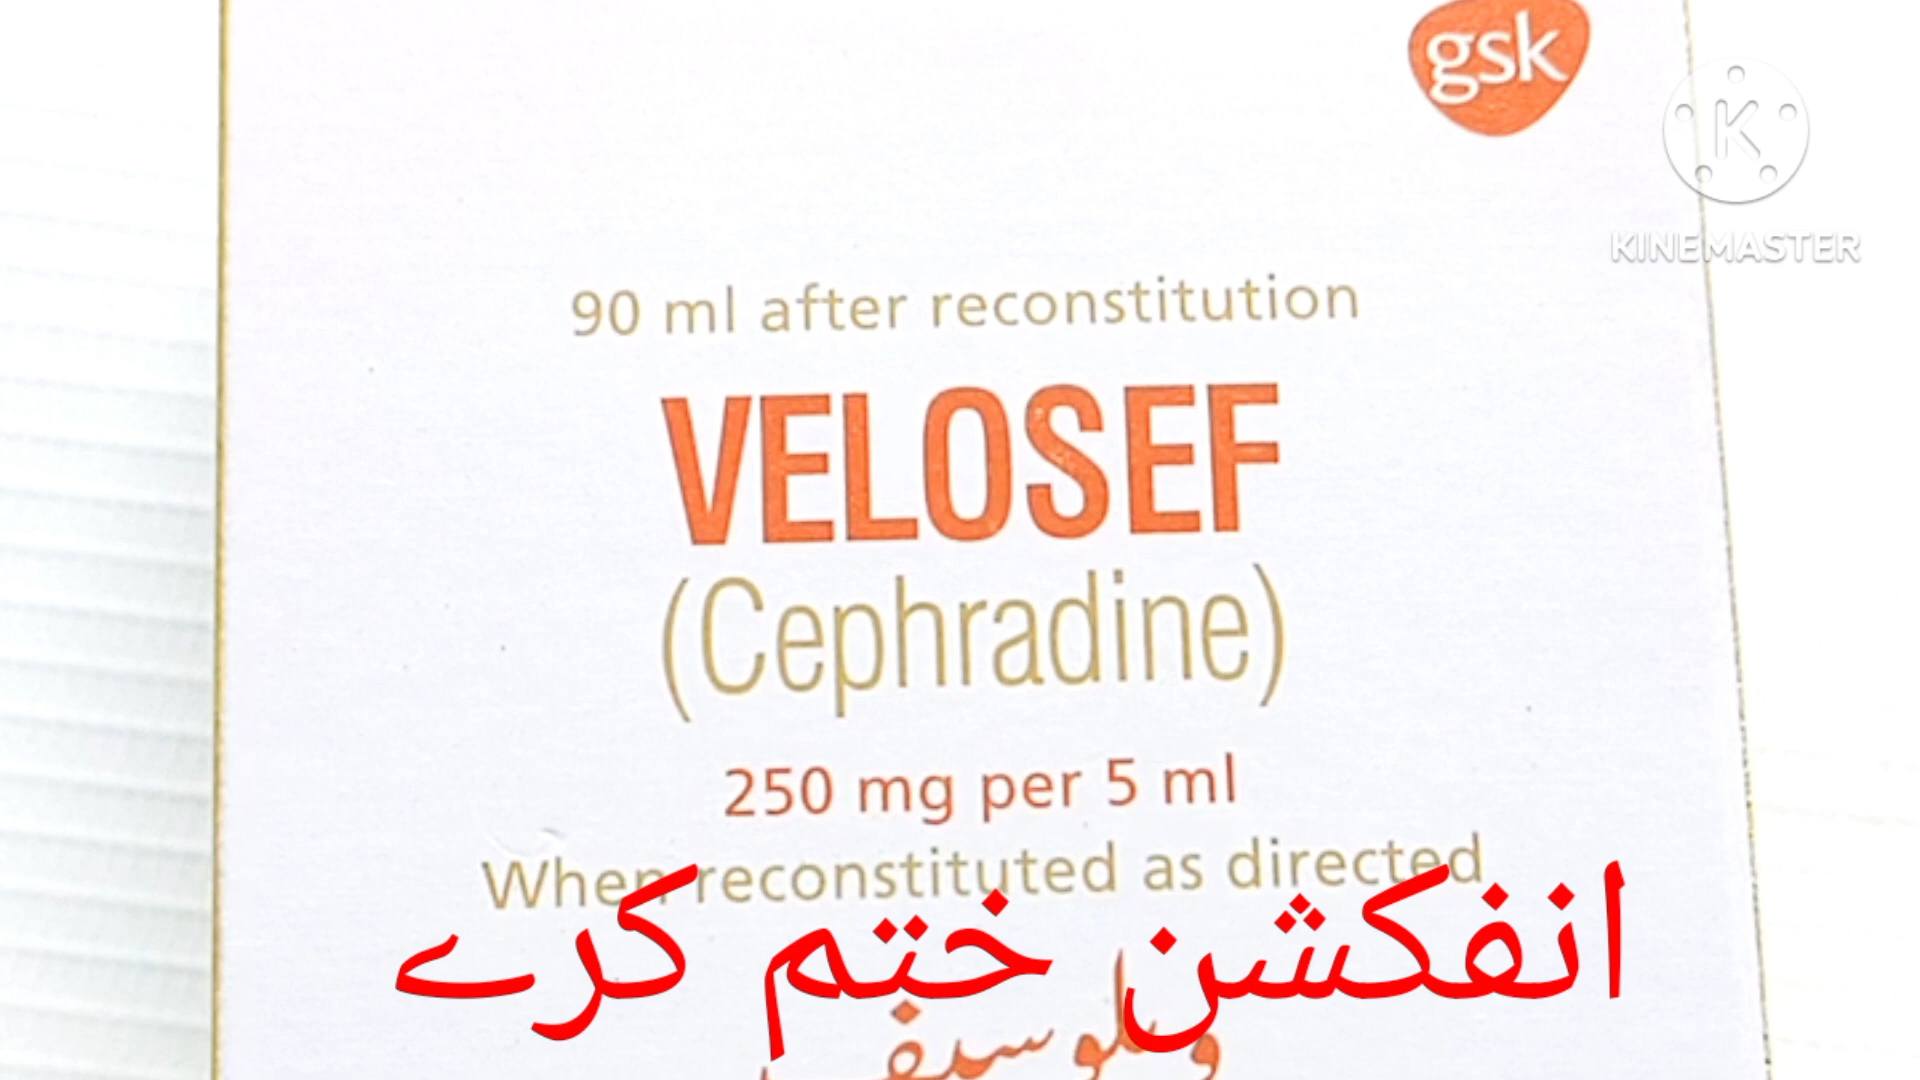 gsk
K
KINEMASTER
90 ml after reconstitution
VELOSEF
(Cephradine)
250 mg per 5 ml
When reconstituted as directed
انفکشن ختم کرے
ویلوسیف